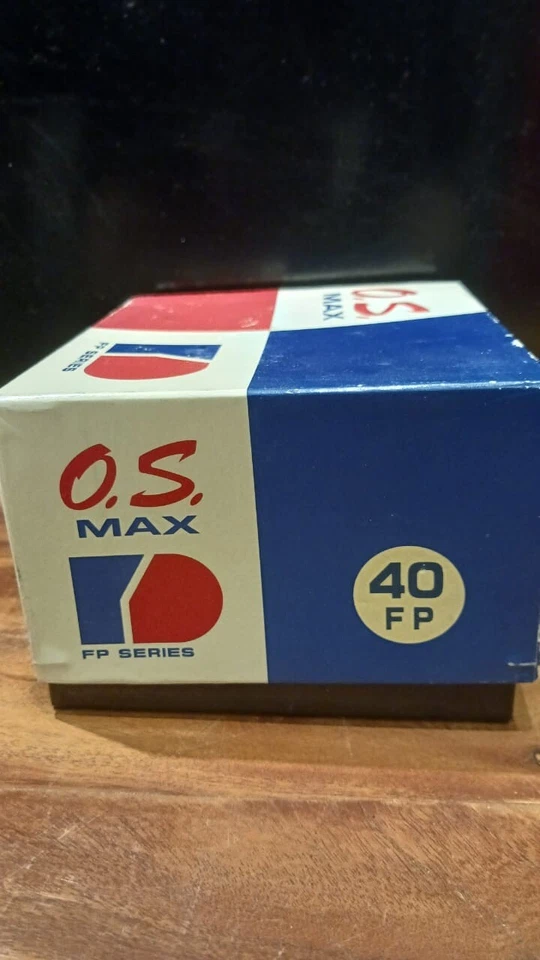 O.S.
MAX
FP SERIES
O.S.
MAX
FP SERIES
40
FP